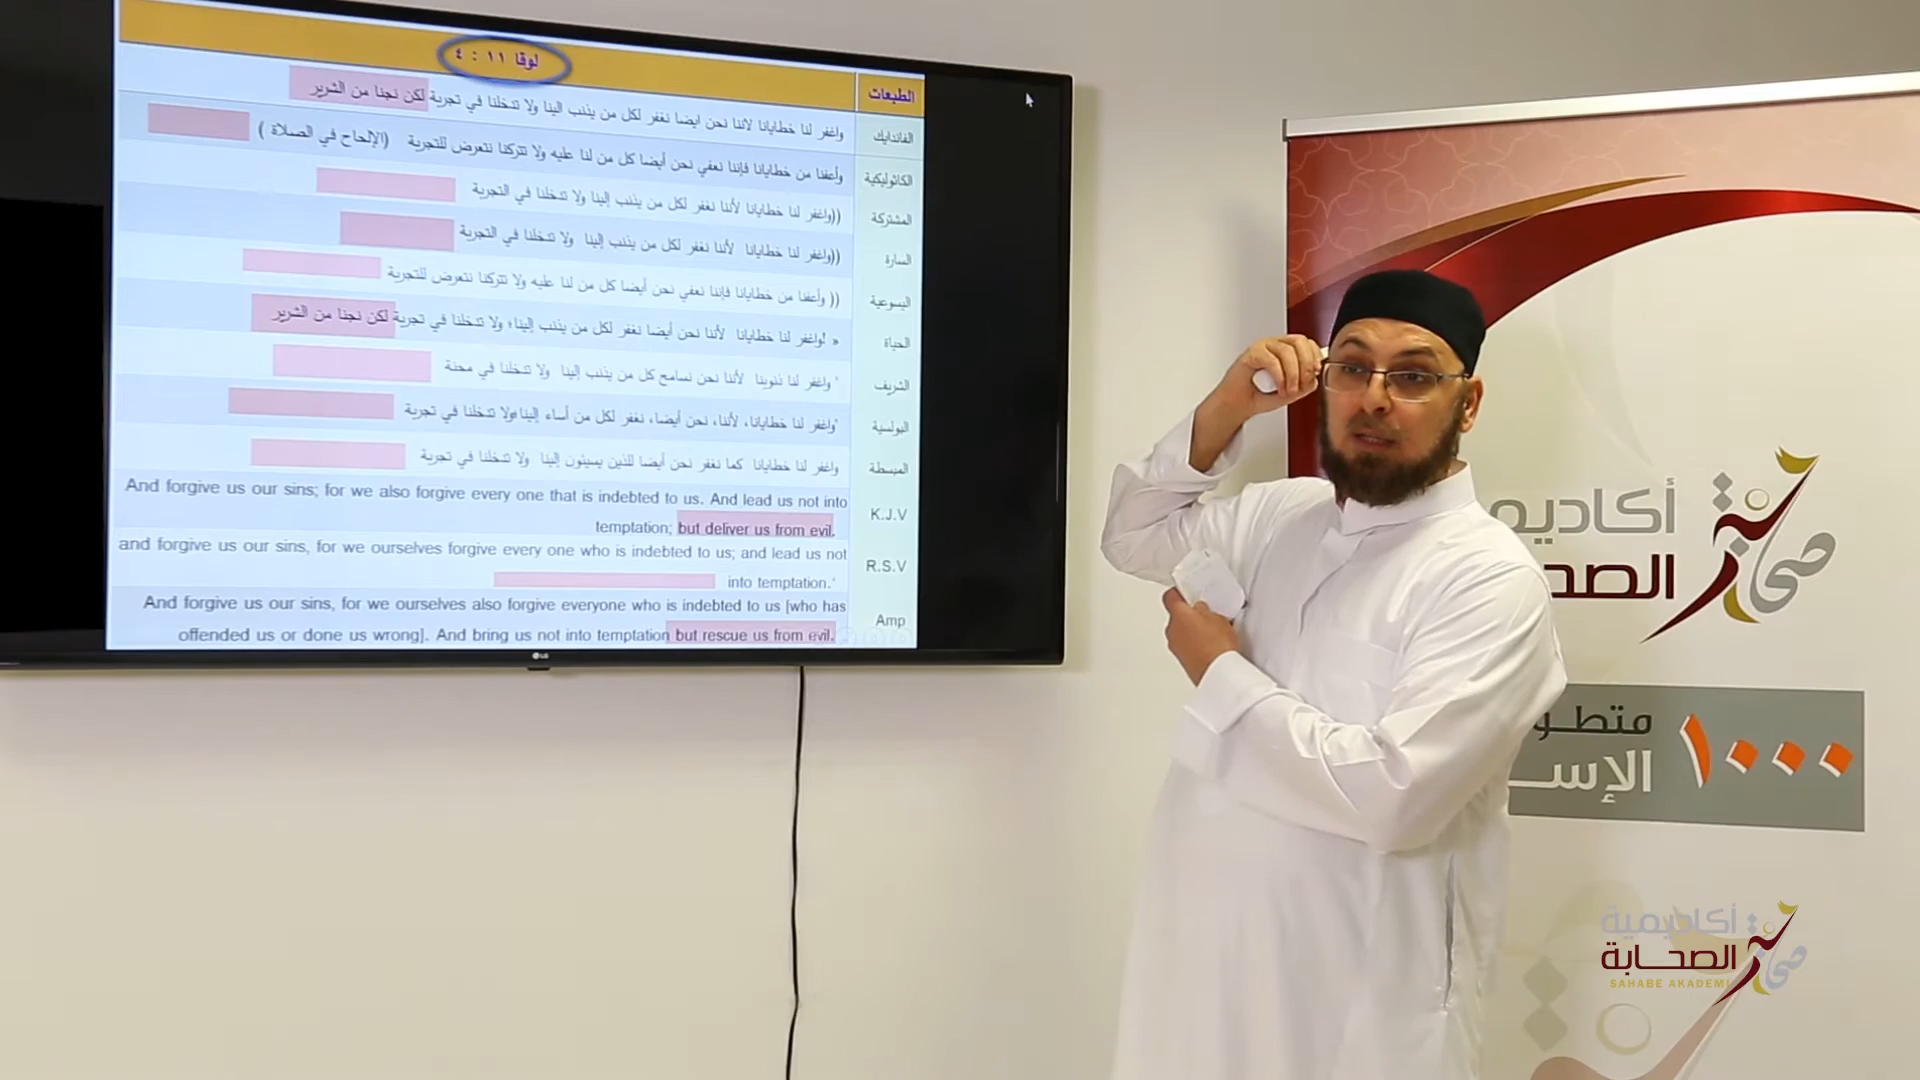 لوقا ١١ : ٤
الطبعات
الفاندايك
واغفر لنا خطايانا لاننا نحن ايضا نغفر لكل من يذنب الينا ولا تدخلنا في تجربة لكن نجنا من الشرير
الكاثوليكية
وأعفنا من خطايانا فإننا نعفي نحن أيضا كل من لنا عليه ولا تتركنا نتعرض للتجربة (الإلحاح في الصلاة )
المشتركة
((واغفر لنا خطايانا لأننا نغفر لكل من يذنب إلينا ولا تدخلنا في التجربة
السارة
((واغفر لنا خطايانا لأننا نغفر لكل من يذنب إلينا ولا تدخلنا في التجربة
اليسوعية
(( وأعفنا من خطايانا فإننا نعفي نحن أيضا كل من لنا عليه ولا تتركنا نتعرض للتجربة
الحياة
« !واغفر لنا خطايانا لأننا نحن أيضا نغفر لكل من يذنب إلينا؛ ولا تدخلنا في تجربة لكن نجنا من الشرير
الشريف
' واغفر لنا ذنوبنا لأننا نحن نسامح كل من يذنب إلينا ولا تدخلنا في محنة
البولسية
'واغفر لنا خطايانا، لأننا، نحن أيضا، نغفر لكل من أساء إلينا؛ولا تدخلنا في تجربة
المبسطة
واغفر لنا خطايانا كما نغفر نحن أيضا للذين يسيئون إلينا ولا تدخلنا في تجربة
K.J.V
And forgive us our sins; for we also forgive every one that is indebted to us. And lead us not into
temptation; but deliver us from evil.
R.S.V
and forgive us our sins, for we ourselves forgive every one who is indebted to us; and lead us not
into temptation.'
Amp
And forgive us our sins, for we ourselves also forgive everyone who is indebted to us [who has
offended us or done us wrong]. And bring us not into temptation but rescue us from evil.
LG
أكاديم
الصح
صحابة
متطو
١٠٠٠
الإس
أكاديمية
الصحابة
SAHABE AKADEMI
صحابة